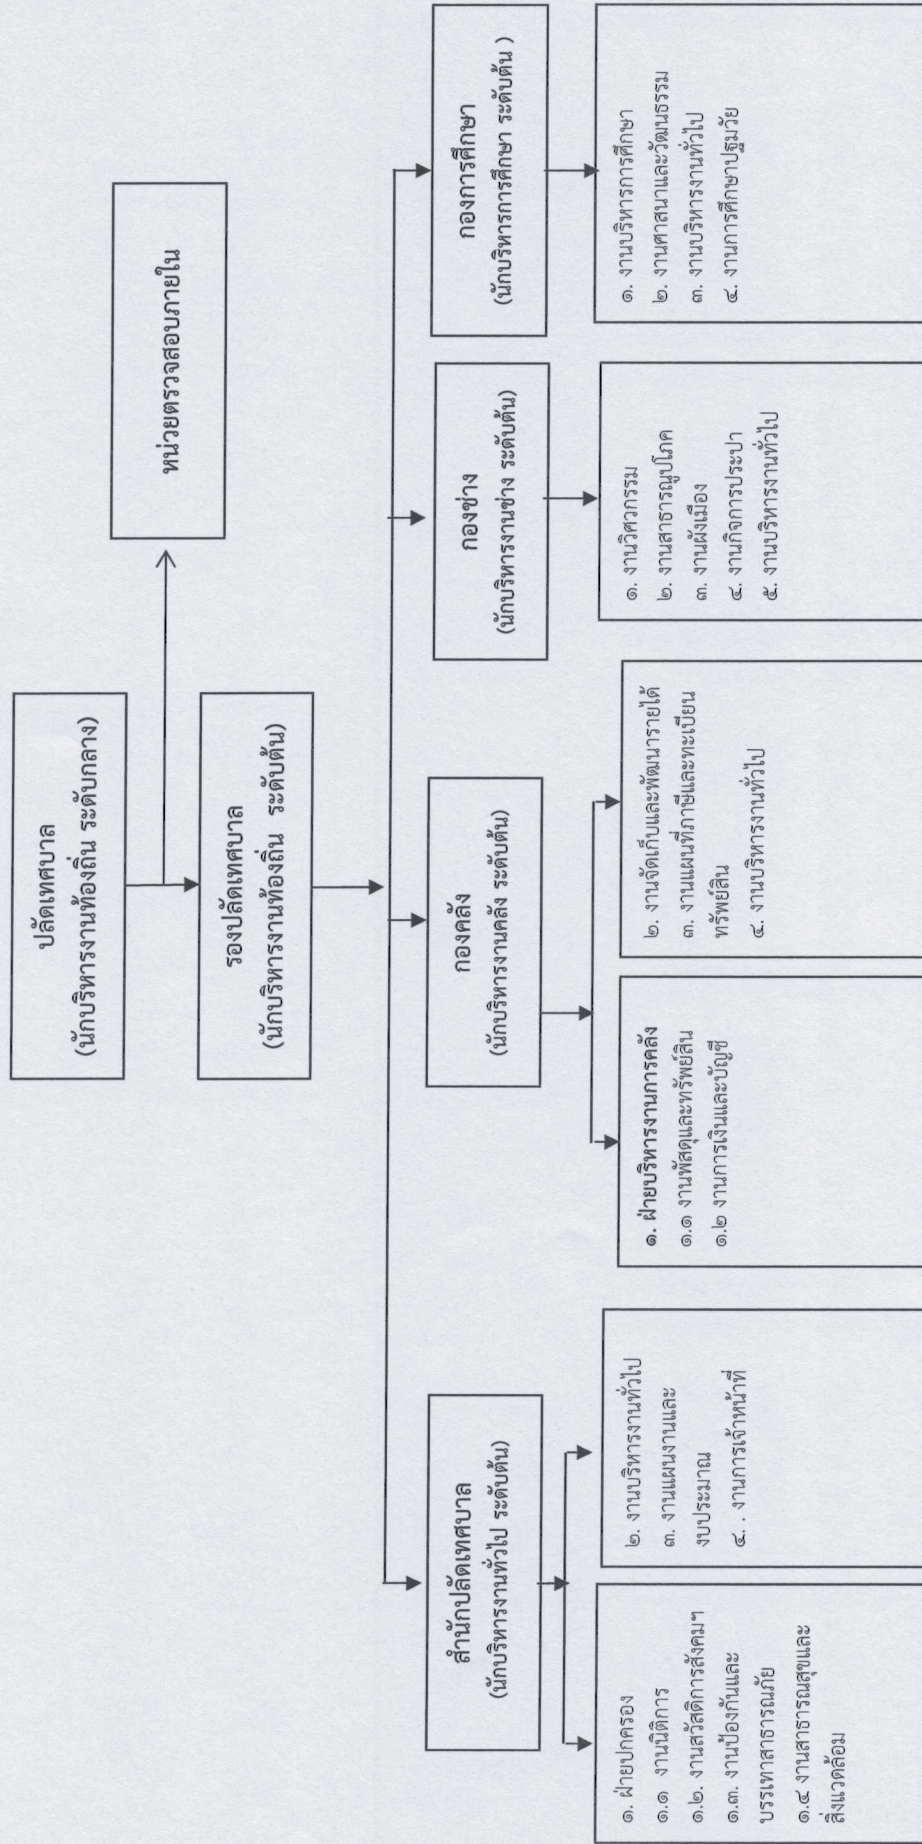 ปลัดเทศบาล
(นักบริหารงานท้องถิ่น ระดับกลาง)
หน่วยตรวจสอบภายใน
รองปลัดเทศบาล
(นักบริหารงานท้องถิ่น ระดับต้น)
สำนักปลัดเทศบาล
(นักบริหารงานทั่วไป ระดับต้น)
กองคลัง
(นักบริหารงานคลัง ระดับต้น)
กองช่าง
(นักบริหารงานช่าง ระดับต้น)
กองการศึกษา
(นักบริหารการศึกษา ระดับต้น )
๑. ฝ่ายปกครอง
๑.๑ งานนิติการ
๑.๒. งานสวัสดิการสังคมฯ
๑.๓. งานป้องกันและ
บรรเทาสาธารณภัย
๑.๔ งานสาธารณสุขและ
สิ่งแวดล้อม
๒. งานบริหารงานทั่วไป
๓. งานแผนงานและ
งบประมาณ
๔. . งานการเจ้าหน้าที่
๑. ฝ่ายบริหารงานการคลัง
๑.๑ งานพัสดุและทรัพย์สิน
๑.๒ งานการเงินและบัญชี
๒. งานจัดเก็บและพัฒนารายได้
๓. งานแผนที่ภาษีและทะเบียน
ทรัพย์สิน
๔. งานบริหารงานทั่วไป
๑. งานวิศวกรรม
๒. งานสาธารณูปโภค
๓. งานผังเมือง
๔. งานกิจการประปา
๕. งานบริหารงานทั่วไป
๑. งานบริหารการศึกษา
๒. งานศาสนาและวัฒนธรรม
๓. งานบริหารงานทั่วไป
๔. งานการศึกษาปฐมวัย